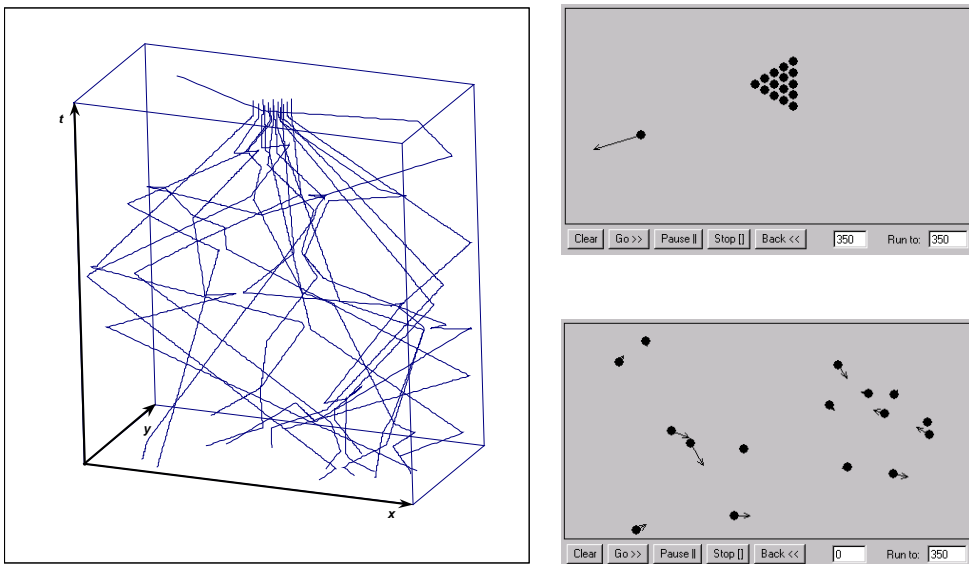 t
y
x
Clear Go >> Pause || Stop [] Back << 350 Run to: 350
Clear Go >> Pause || Stop [] Back << 0 Run to: 350